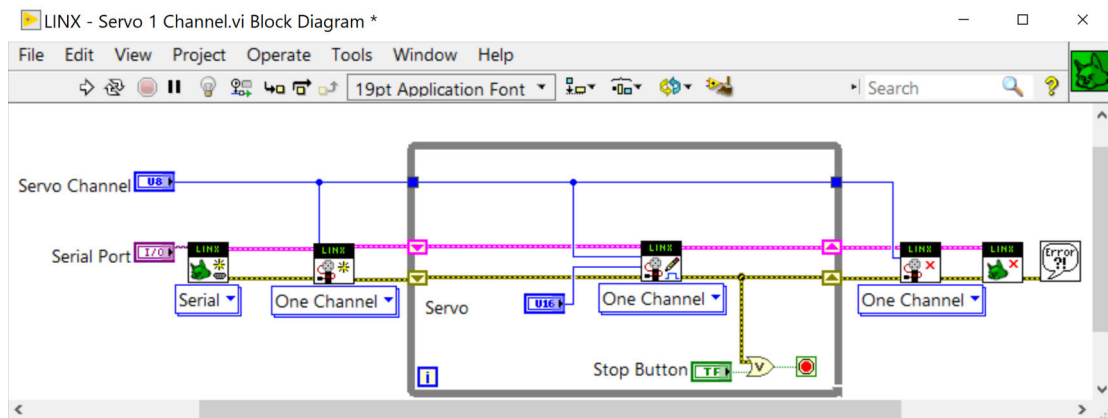 LINX - Servo 1 Channel.vi Block Diagram *
File Edit View Project Operate Tools Window Help
19pt Application Font
Search
Servo Channel U8
Serial Port I/O
LINX
LINX
LINX
LINX
LINX
Error
?!
Serial
One Channel
Servo
U16
One Channel
One Channel
Stop Button TF
V
i